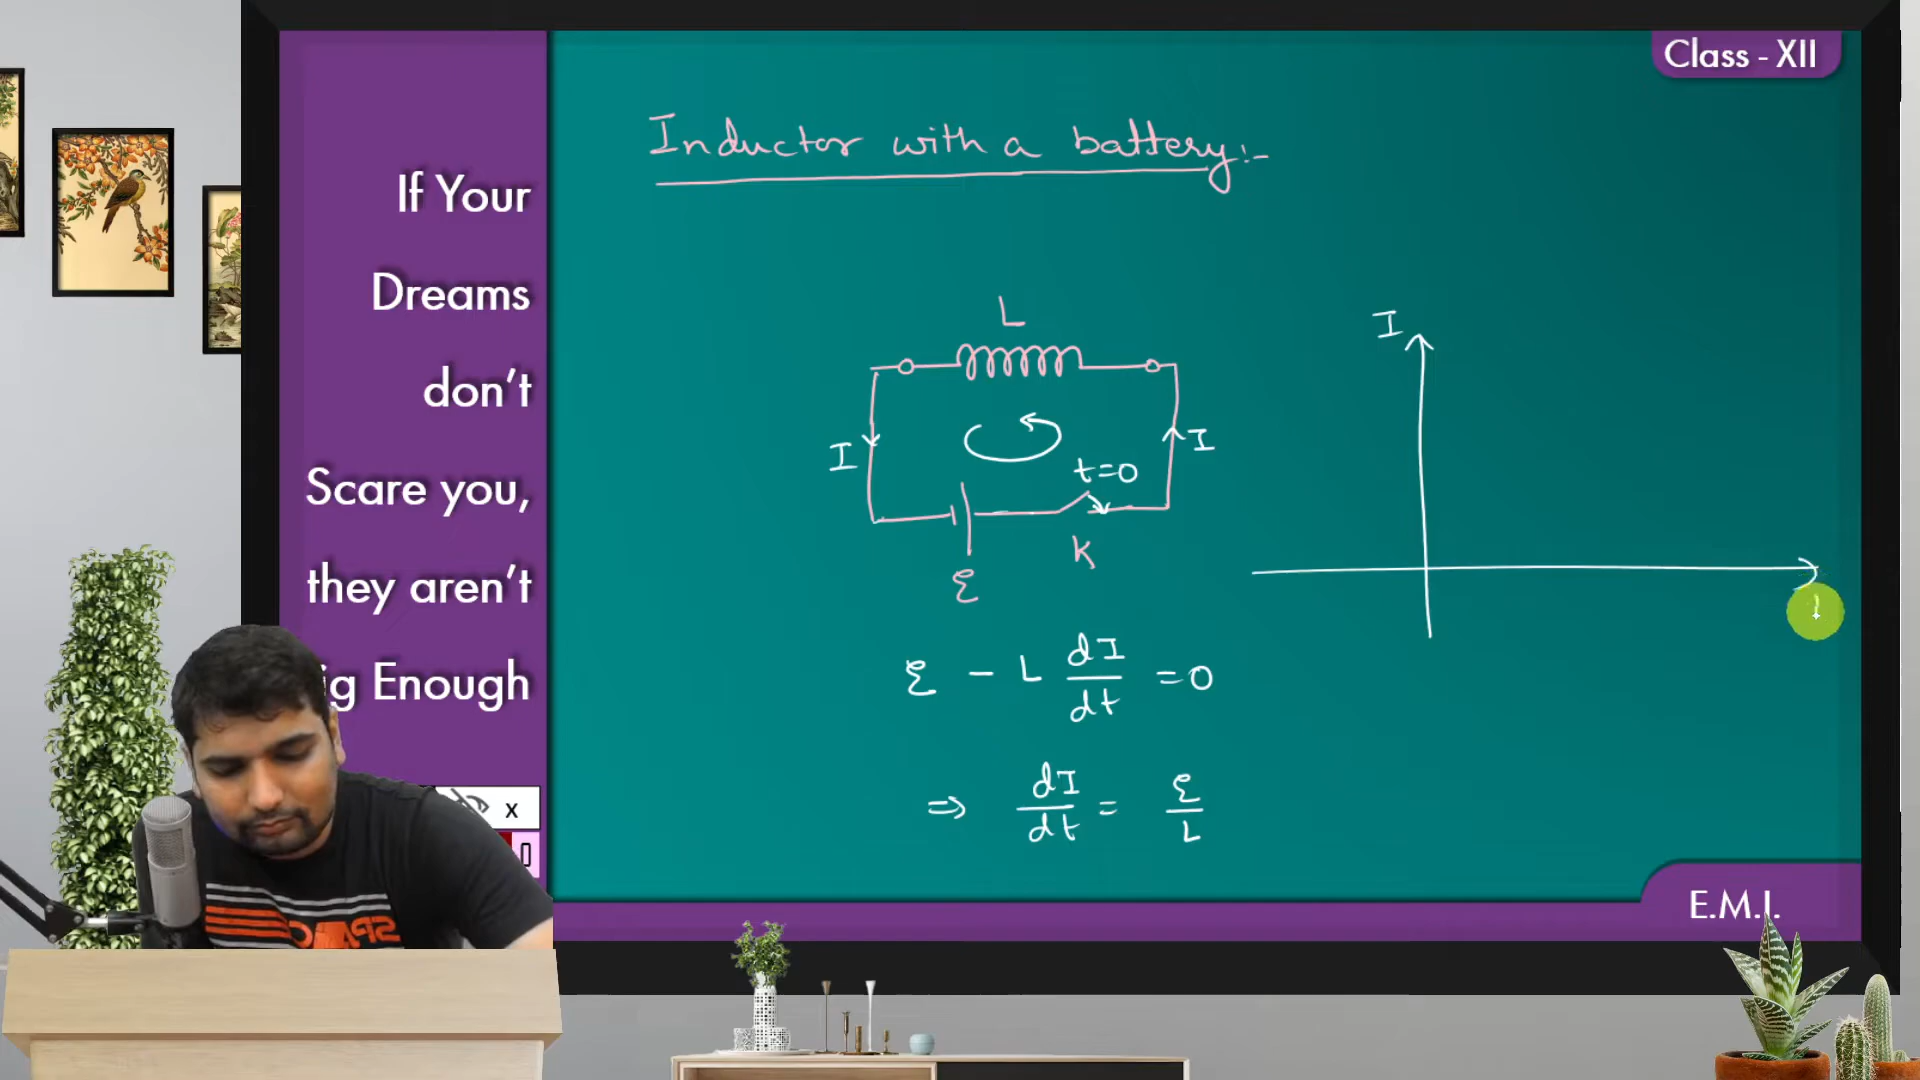 Class - XII
If Your
Dreams
don't
Scare you,
they aren't
ig Enough
Inductor with a battery:-
L
I
I
t=0
K
ε
ε - L dI/dt = 0
⇒ dI/dt = ε/L
I
x
E.M.I.